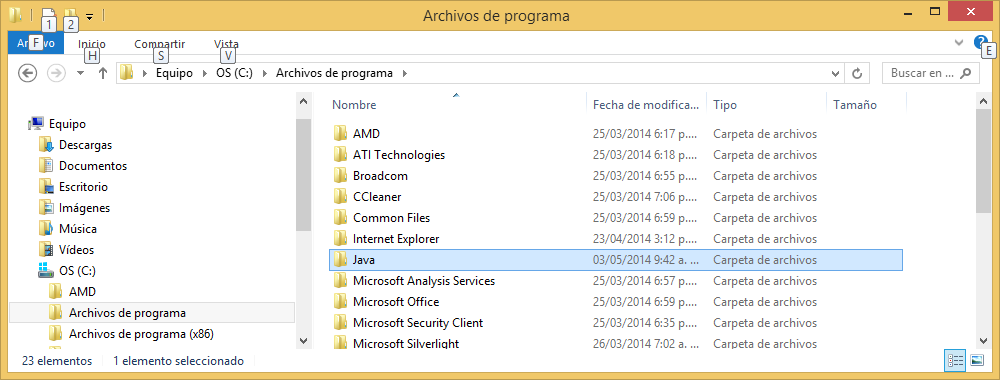 Archivos de programa
1 2
Archivo Inicio Compartir Vista
F H S V E
Equipo OS (C:) Archivos de programa
Buscar en ...
Nombre Fecha de modifica... Tipo Tamaño
Equipo
Descargas
Documentos
Escritorio
Imágenes
Música
Vídeos
OS (C:)
AMD
Archivos de programa
Archivos de programa (x86)
AMD 25/03/2014 6:17 p.... Carpeta de archivos
ATI Technologies 25/03/2014 6:18 p.... Carpeta de archivos
Broadcom 25/03/2014 6:55 p.... Carpeta de archivos
CCleaner 25/03/2014 7:06 p.... Carpeta de archivos
Common Files 25/03/2014 6:59 p.... Carpeta de archivos
Internet Explorer 23/04/2014 3:12 p.... Carpeta de archivos
Java 03/05/2014 9:42 a. ... Carpeta de archivos
Microsoft Analysis Services 25/03/2014 6:57 p.... Carpeta de archivos
Microsoft Office 25/03/2014 6:59 p.... Carpeta de archivos
Microsoft Security Client 25/03/2014 6:35 p.... Carpeta de archivos
Microsoft Silverlight 26/03/2014 7:02 a. ... Carpeta de archivos
23 elementos 1 elemento seleccionado